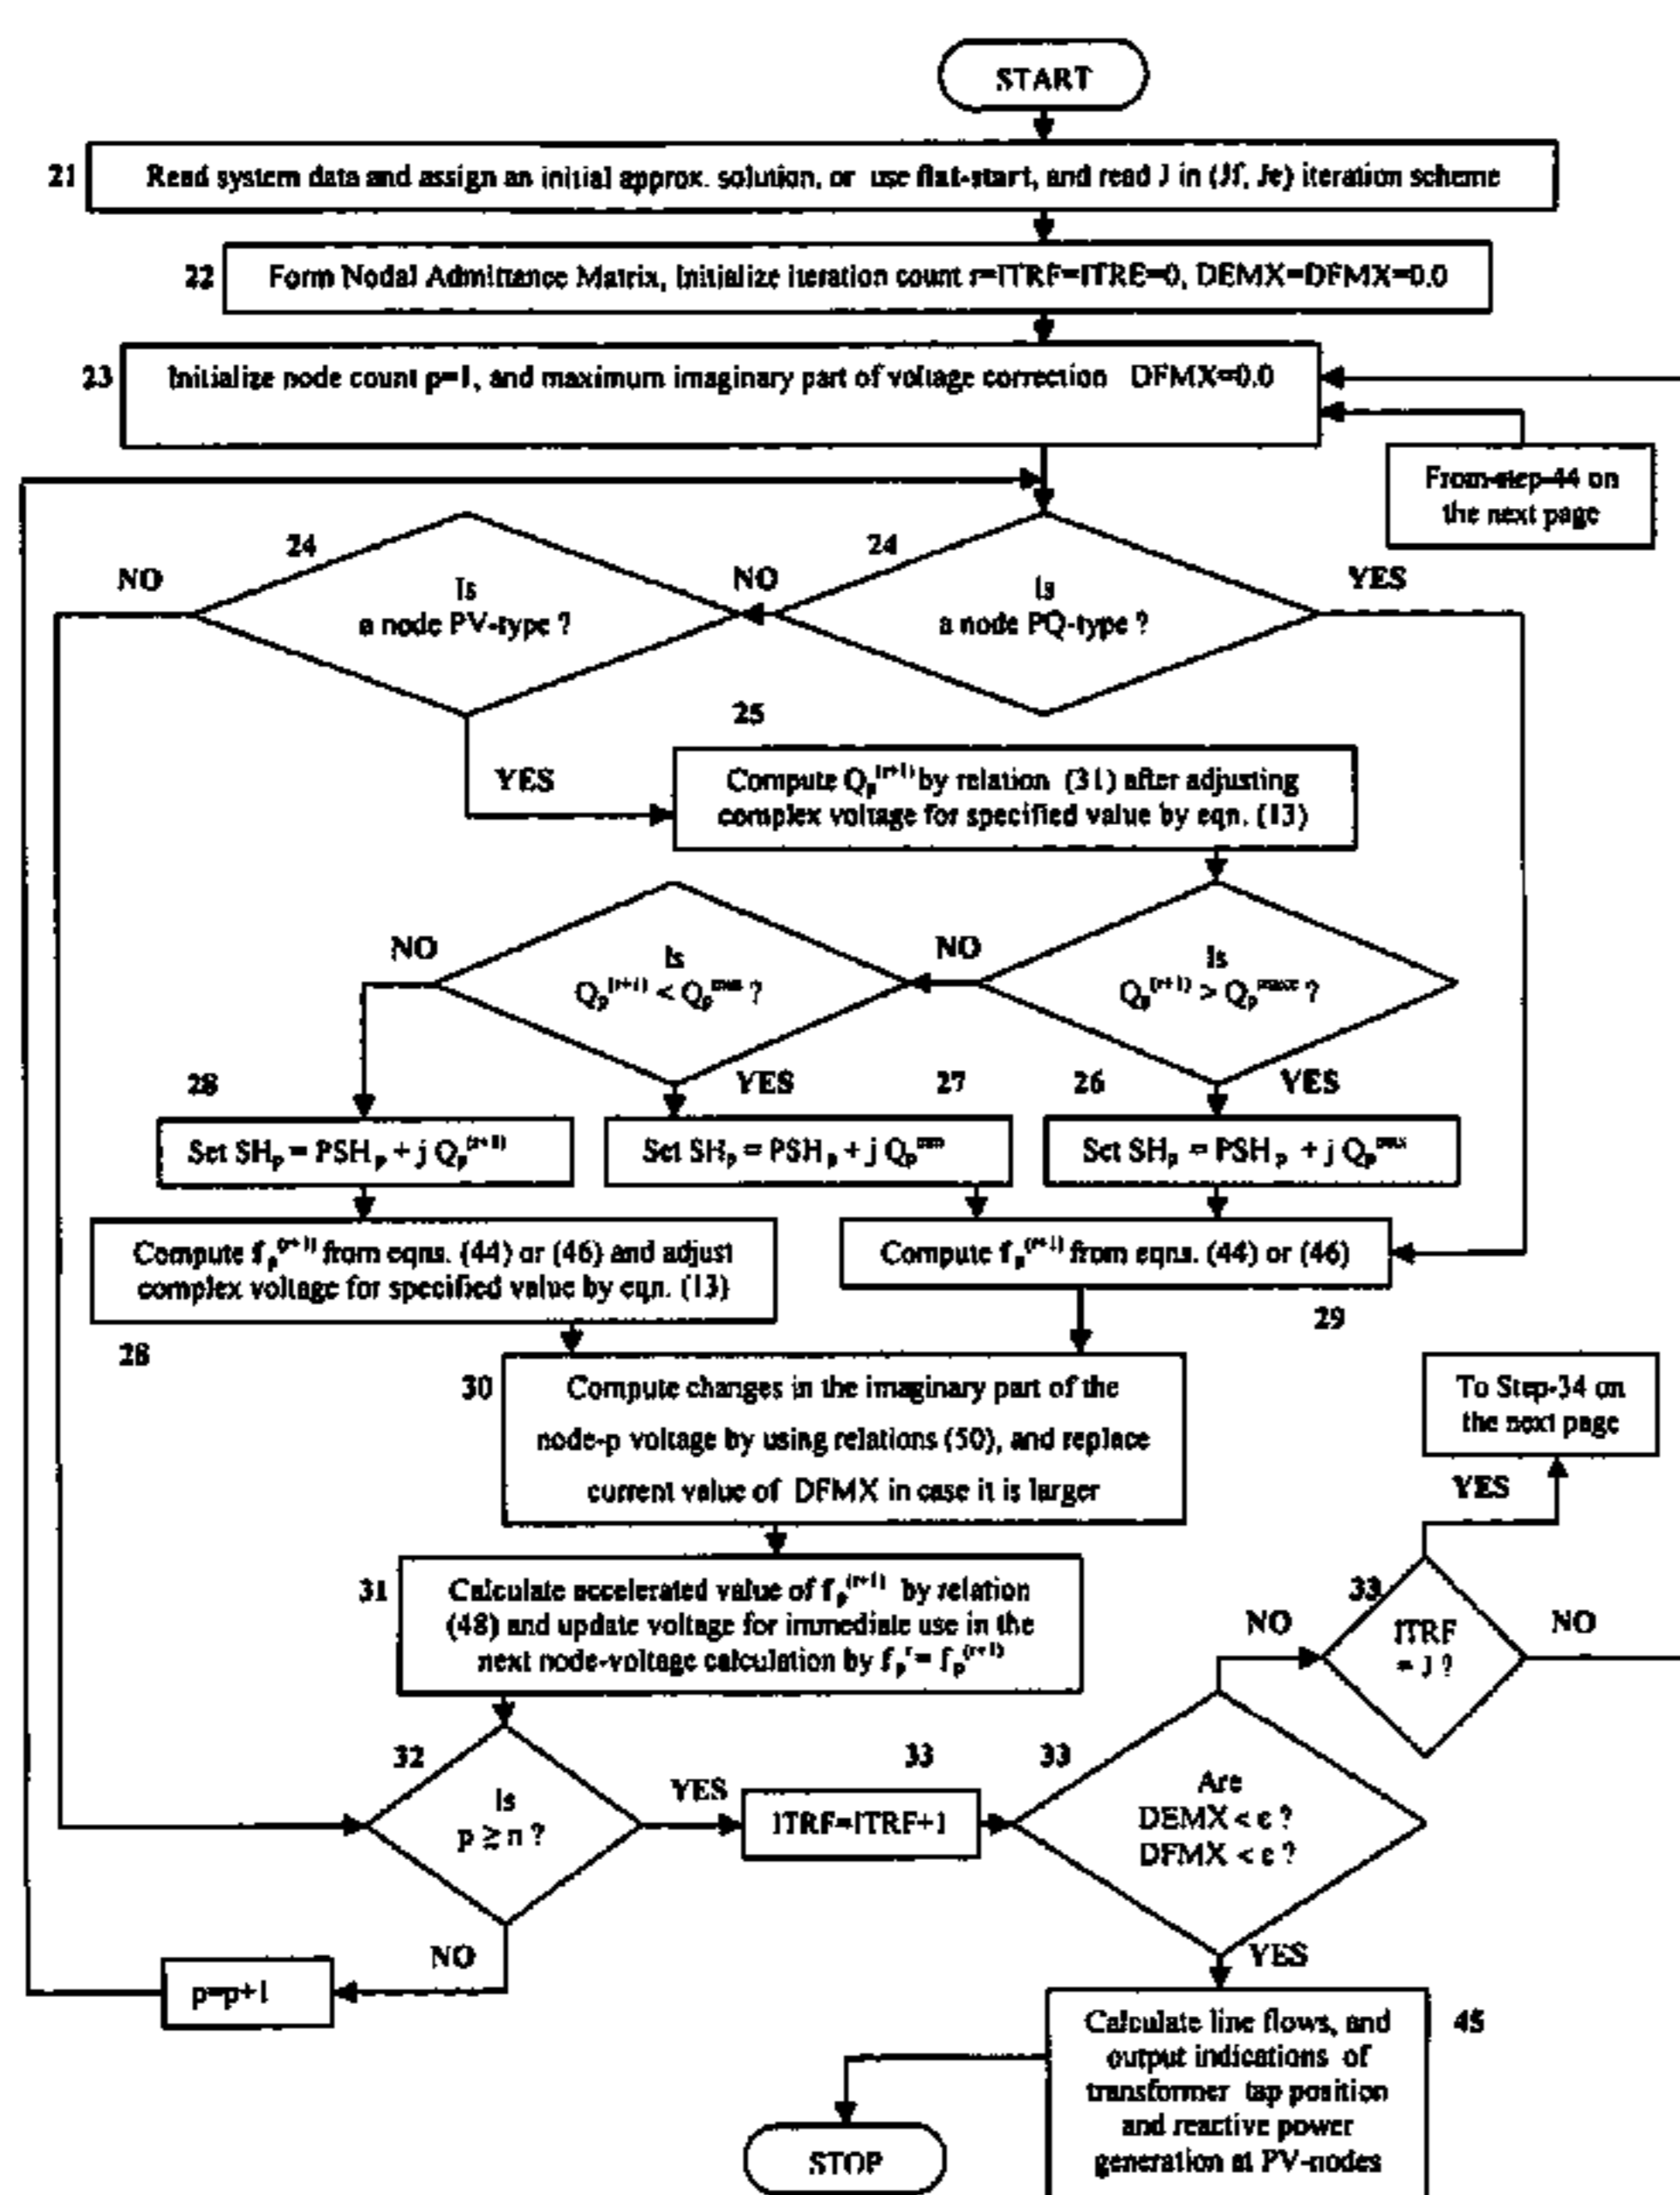 START
21
Read system data and assign an initial approx. solution, or use flat-start, and read J in (Jf, Je) iteration scheme
22
Form Nodal Admittance Matrix, Initialize iteration count r=ITRF=ITRE=0, DEMX=DFMX=0.0
23
Initialize node count p=1, and maximum imaginary part of voltage correction DFMX=0.0
From step-44 on
the next page
24
24
NO
NO
YES
Is
a node PV-type ?
Is
a node PQ-type ?
25
YES
Compute Qp^(r+1) by relation (31) after adjusting
complex voltage for specified value by eqn. (13)
NO
NO
Is
Qp^(r+1) < Qp^min ?
Is
Qp^(r+1) > Qp^max ?
28
YES
27
26
YES
Set SHp = PSHp + j Qp^(r+1)
Set SHp = PSHp + j Qp^min
Set SHp = PSHp + j Qp^max
Compute fp^(r+1) from eqns. (44) or (46) and adjust
complex voltage for specified value by eqn. (13)
Compute fp^(r+1) from eqns. (44) or (46)
29
28
30
Compute changes in the imaginary part of the
node-p voltage by using relations (50), and replace
current value of DFMX in case it is larger
To Step-34 on
the next page
YES
31
Calculate accelerated value of fp^(r+1) by relation
(48) and update voltage for immediate use in the
next node-voltage calculation by fp^r = fp^(r+1)
33
NO
NO
ITRF
= J ?
32
33
33
YES
Is
p ≥ n ?
ITRF=ITRF+1
Are
DEMX < ε ?
DFMX < ε ?
NO
YES
p=p+1
45
Calculate line flows, and
output indications of
transformer tap position
and reactive power
generation at PV-nodes
STOP